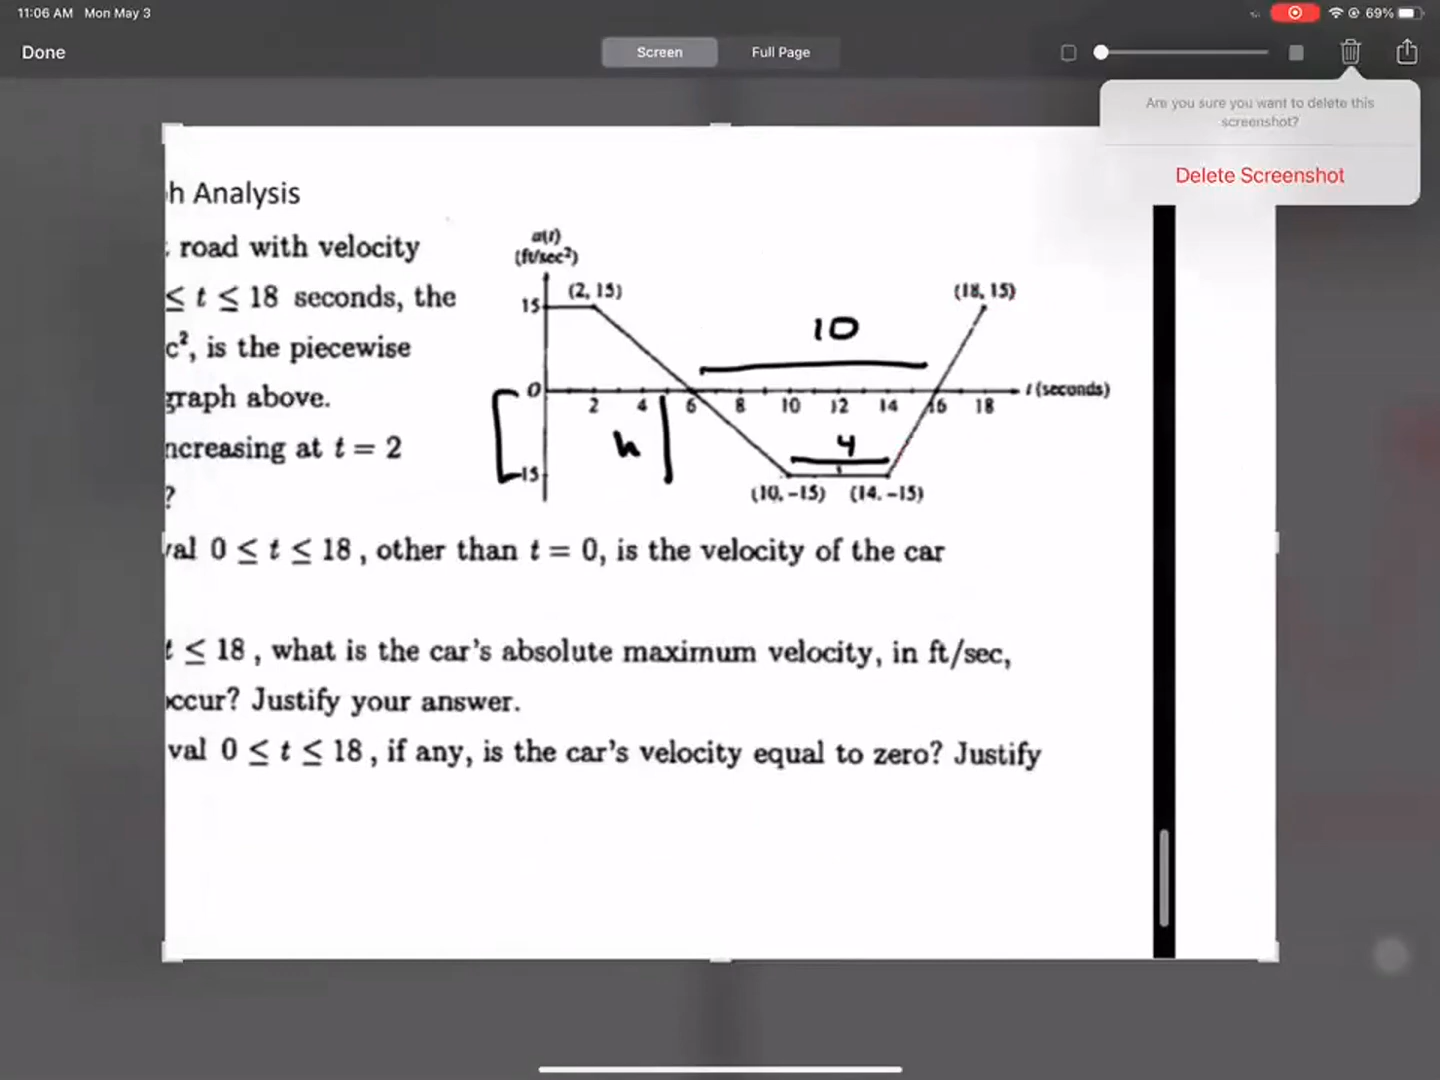 11:06 AM Mon May 3
69%
Done
Screen
Full Page
Are you sure you want to delete this
screenshot?
Delete Screenshot
h Analysis
road with velocity
≤ t ≤ 18 seconds, the
c², is the piecewise
graph above.
ncreasing at t = 2
?
a(t)
(ft/sec²)
(2, 15)
(18, 15)
15
10
0
t (seconds)
2 4 6 8 10 12 14 16 18
h
4
-15
(10, -15) (14, -15)
val 0 ≤ t ≤ 18, other than t = 0, is the velocity of the car
t ≤ 18, what is the car's absolute maximum velocity, in ft/sec,
occur? Justify your answer.
val 0 ≤ t ≤ 18, if any, is the car's velocity equal to zero? Justify